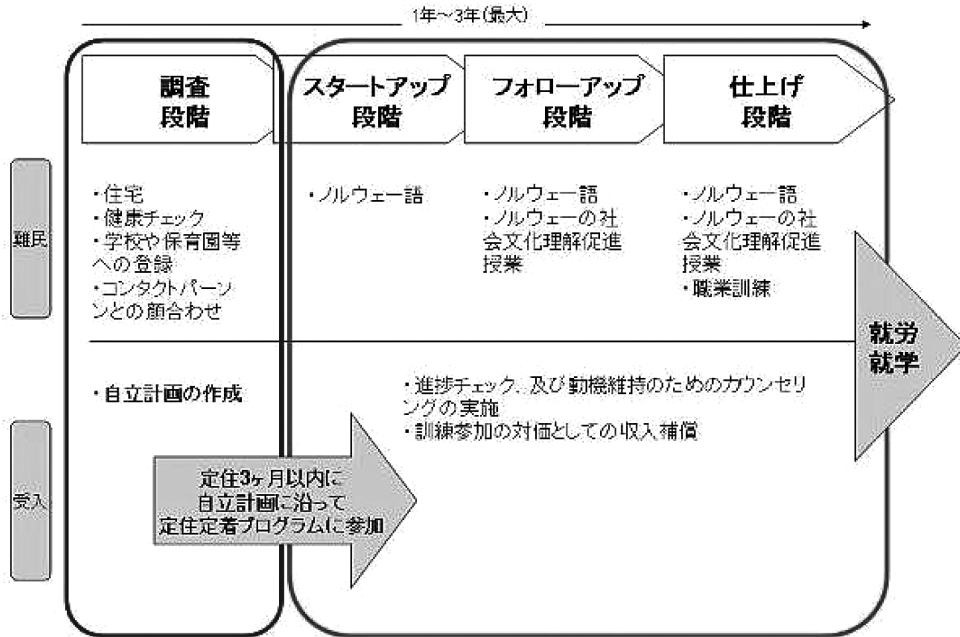 1年～3年(最大)
調査
段階
スタートアップ
段階
フォローアップ
段階
仕上げ
段階
難民
・住宅
・健康チェック
・学校や保育園等
への登録
・コンタクトパーソ
ンとの顔合わせ
・ノルウェー語
・ノルウェー語
・ノルウェーの社
会文化理解促進
授業
・ノルウェー語
・ノルウェーの社
会文化理解促進
授業
・職業訓練
就労
就学
受入
・自立計画の作成
・進捗チェック、及び動機維持のためのカウンセリ
ングの実施
・訓練参加の対価としての収入補償
定住3ヶ月以内に
自立計画に沿って
定住定着プログラムに参加